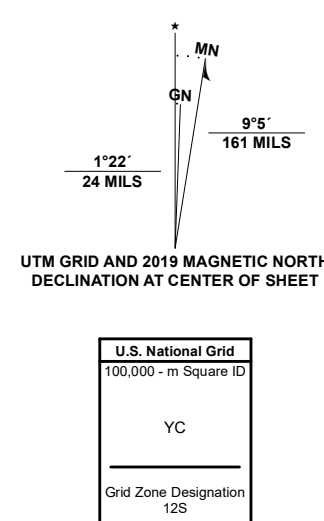 ★
MN
GN
9°5´
161 MILS
1°22´
24 MILS
UTM GRID AND 2019 MAGNETIC NORTH
DECLINATION AT CENTER OF SHEET
U.S. National Grid
100,000 - m Square ID
YC
Grid Zone Designation
12S